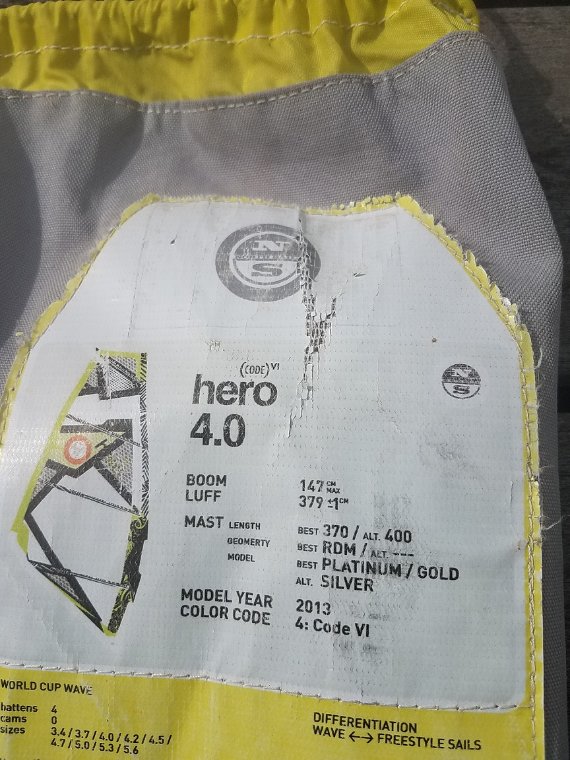 N
S
(CODE) VI
hero
4.0
N
S
BOOM 147 CM MAX
LUFF 379 ±1 CM
MAST LENGTH BEST 370 / ALT. 400
GEOMERTY BEST RDM / ALT. ---
MODEL BEST PLATINUM / GOLD
ALT. SILVER
MODEL YEAR 2013
COLOR CODE 4: Code VI
WORLD CUP WAVE
battens 4
cams 0
sizes 3.4 / 3.7 / 4.0 / 4.2 / 4.5 /
4.7 / 5.0 / 5.3 / 5.6
DIFFERENTIATION
WAVE <--> FREESTYLE SAILS